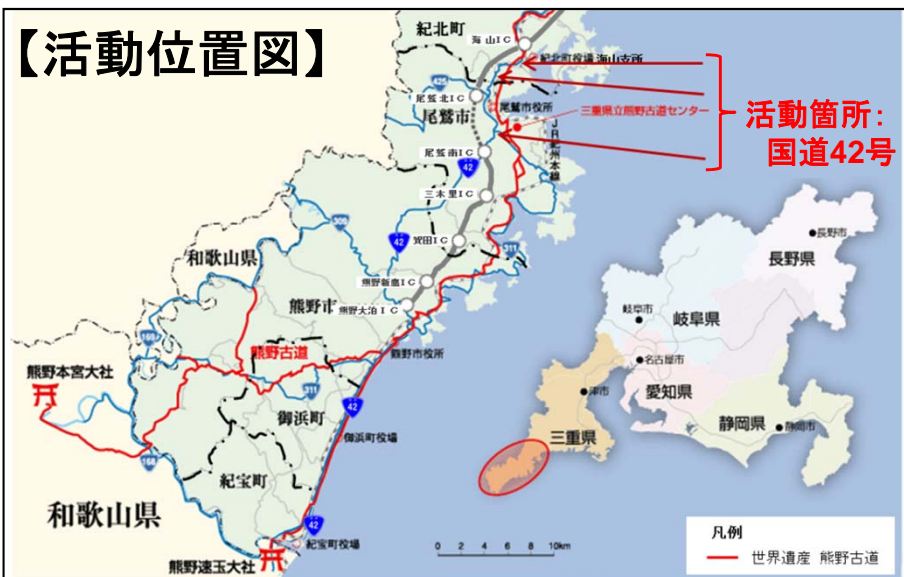 【活動位置図】
紀北町
海山IC
紀北町役場 海山支所
425
尾鷲北IC
尾鷲市役所
尾鷲市
三重県立熊野古道センター
JR紀州本線
活動箇所:
国道42号
尾鷲南IC
42
三木里IC
309
42
賀田IC
311
和歌山県
熊野新鹿IC
熊野市
熊野大泊IC
169
熊野古道
熊野市役所
熊野本宮大社
311
42
御浜町
御浜町役場
168
紀宝町
和歌山県
42
紀宝町役場
熊野速玉大社
0 2 4 6 8 10km
長野市
長野県
岐阜市
岐阜県
名古屋市
愛知県
津市
三重県
静岡県
静岡市
凡例
世界遺産 熊野古道